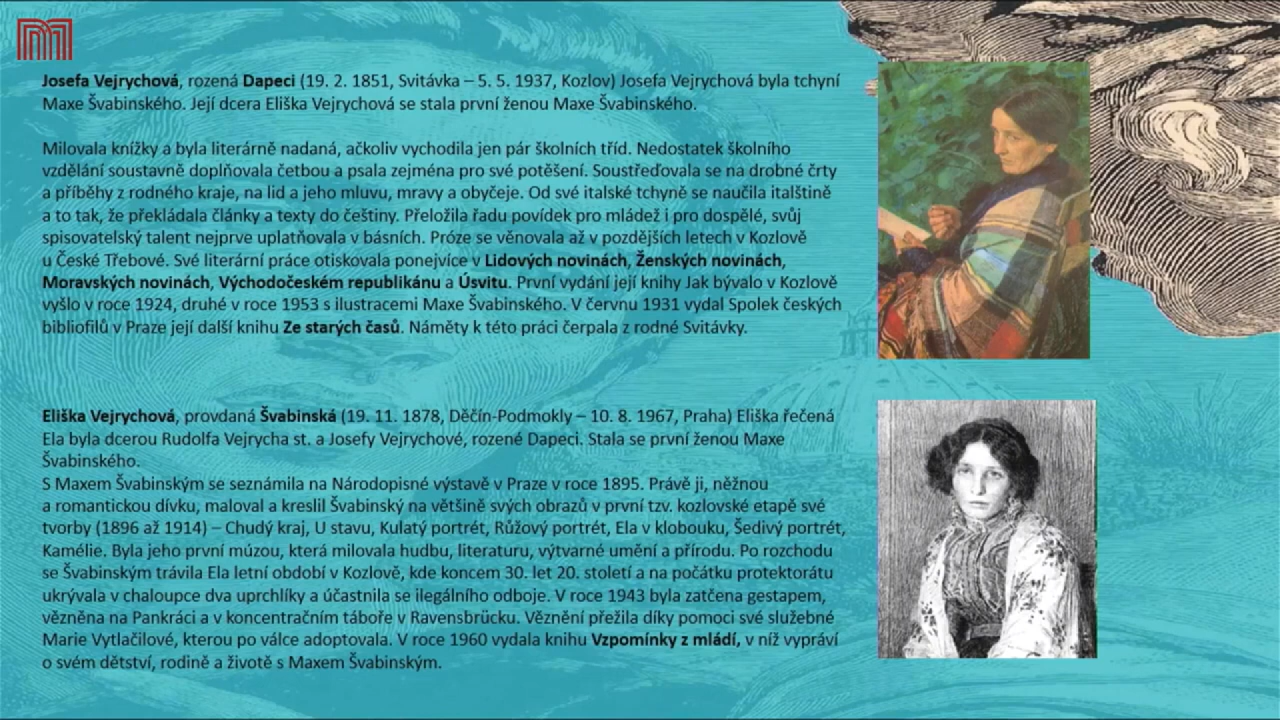 Josefa Vejrychová, rozená Dapeci (19. 2. 1851, Svitávka – 5. 5. 1937, Kozlov) Josefa Vejrychová byla tchyní
Maxe Švabinského. Její dcera Eliška Vejrychová se stala první ženou Maxe Švabinského.
Milovala knížky a byla literárně nadaná, ačkoliv vychodila jen pár školních tříd. Nedostatek školního
vzdělání soustavně doplňovala četbou a psala zejména pro své potěšení. Soustřeďovala se na drobné črty
a příběhy z rodného kraje, na lid a jeho mluvu, mravy a obyčeje. Od své italské tchyně se naučila italštině
a to tak, že překládala články a texty do češtiny. Přeložila řadu povídek pro mládež i pro dospělé, svůj
spisovatelský talent nejprve uplatňovala v básních. Próze se věnovala až v pozdějších letech v Kozlově
u České Třebové. Své literární práce otiskovala ponejvíce v Lidových novinách, Ženských novinách,
Moravských novinách, Východočeském republikánu a Úsvitu. První vydání její knihy Jak bývalo v Kozlově
vyšlo v roce 1924, druhé v roce 1953 s ilustracemi Maxe Švabinského. V červnu 1931 vydal Spolek českých
bibliofilů v Praze její další knihu Ze starých časů. Náměty k této práci čerpala z rodné Svitávky.
Eliška Vejrychová, provdaná Švabinská (19. 11. 1878, Děčín-Podmokly – 10. 8. 1967, Praha) Eliška řečená
Ela byla dcerou Rudolfa Vejrycha st. a Josefy Vejrychové, rozené Dapeci. Stala se první ženou Maxe
Švabinského.
S Maxem Švabinským se seznámila na Národopisné výstavě v Praze v roce 1895. Právě ji, něžnou
a romantickou dívku, maloval a kreslil Švabinský na většině svých obrazů v první tzv. kozlovské etapě své
tvorby (1896 až 1914) – Chudý kraj, U stavu, Kulatý portrét, Růžový portrét, Ela v klobouku, Šedivý portrét,
Kamélie. Byla jeho první múzou, která milovala hudbu, literaturu, výtvarné umění a přírodu. Po rozchodu
se Švabinským trávila Ela letní období v Kozlově, kde koncem 30. let 20. století a na počátku protektorátu
ukrývala v chaloupce dva uprchlíky a účastnila se ilegálního odboje. V roce 1943 byla zatčena gestapem,
vězněna na Pankráci a v koncentračním táboře v Ravensbrücku. Věznění přežila díky pomoci své služebné
Marie Vytlačilové, kterou po válce adoptovala. V roce 1960 vydala knihu Vzpomínky z mládí, v níž vypráví
o svém dětství, rodině a životě s Maxem Švabinským.